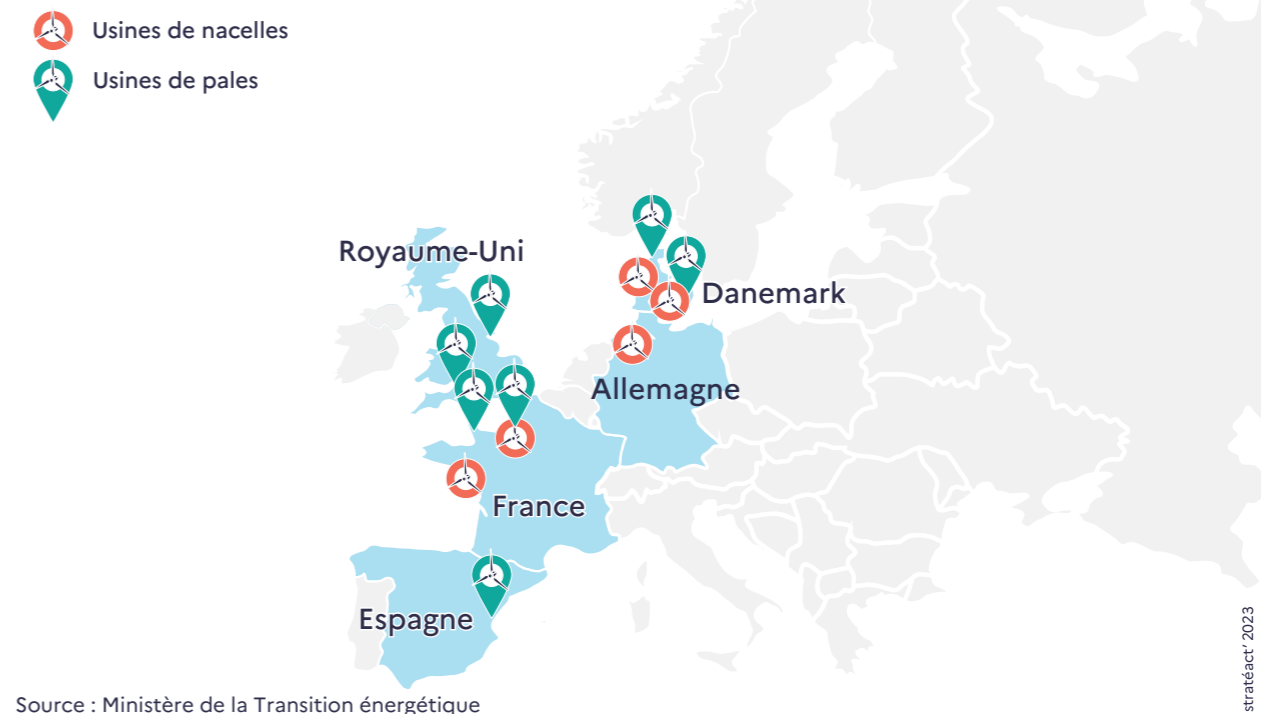 Usines de nacelles
Usines de pales
Royaume-Uni
Danemark
Allemagne
France
Espagne
Source : Ministère de la Transition énergétique
stratéact’ 2023